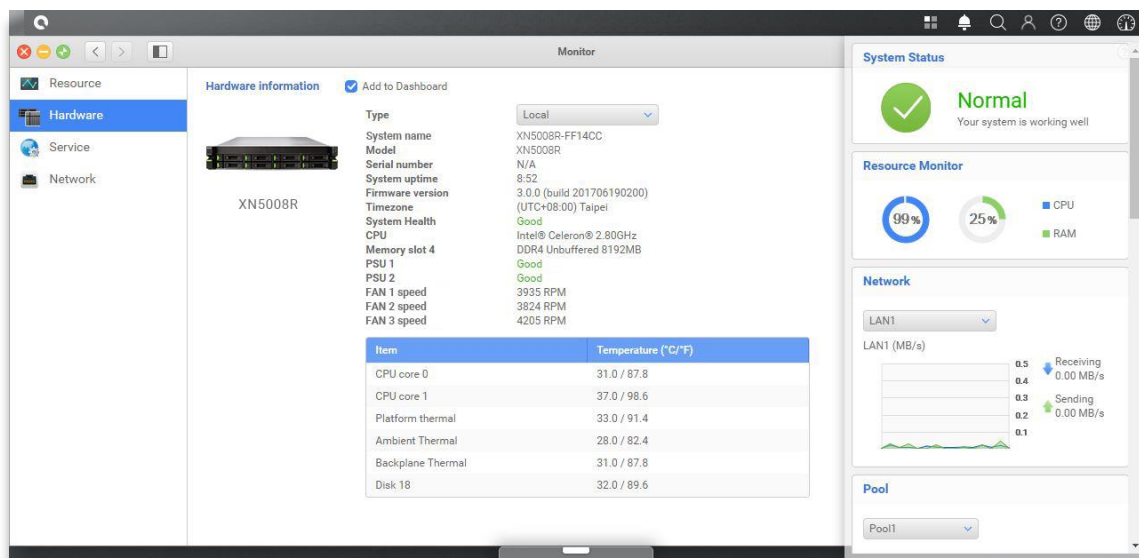 Monitor
Resource
Hardware
Service
Network
Hardware information
Add to Dashboard
XN5008R
Type Local
System name XN5008R-FF14CC
Model XN5008R
Serial number N/A
System uptime 8:52
Firmware version 3.0.0 (build 201706190200)
Timezone (UTC+08:00) Taipei
System Health Good
CPU Intel® Celeron® 2.80GHz
Memory slot 4 DDR4 Unbuffered 8192MB
PSU 1 Good
PSU 2 Good
FAN 1 speed 3935 RPM
FAN 2 speed 3824 RPM
FAN 3 speed 4205 RPM
Item Temperature (°C/°F)
CPU core 0 31.0 / 87.8
CPU core 1 37.0 / 98.6
Platform thermal 33.0 / 91.4
Ambient Thermal 28.0 / 82.4
Backplane Thermal 31.0 / 87.8
Disk 18 32.0 / 89.6
System Status
Normal
Your system is working well
Resource Monitor
99%
25%
CPU
RAM
Network
LAN1
LAN1 (MB/s)
0.5
0.4
0.3
0.2
0.1
Receiving
0.00 MB/s
Sending
0.00 MB/s
Pool
Pool1